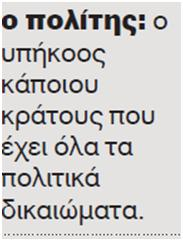 ο πολίτης: ο
υπήκοος
κάποιου
κράτους που
έχει όλα τα
πολιτικά
δικαιώματα.